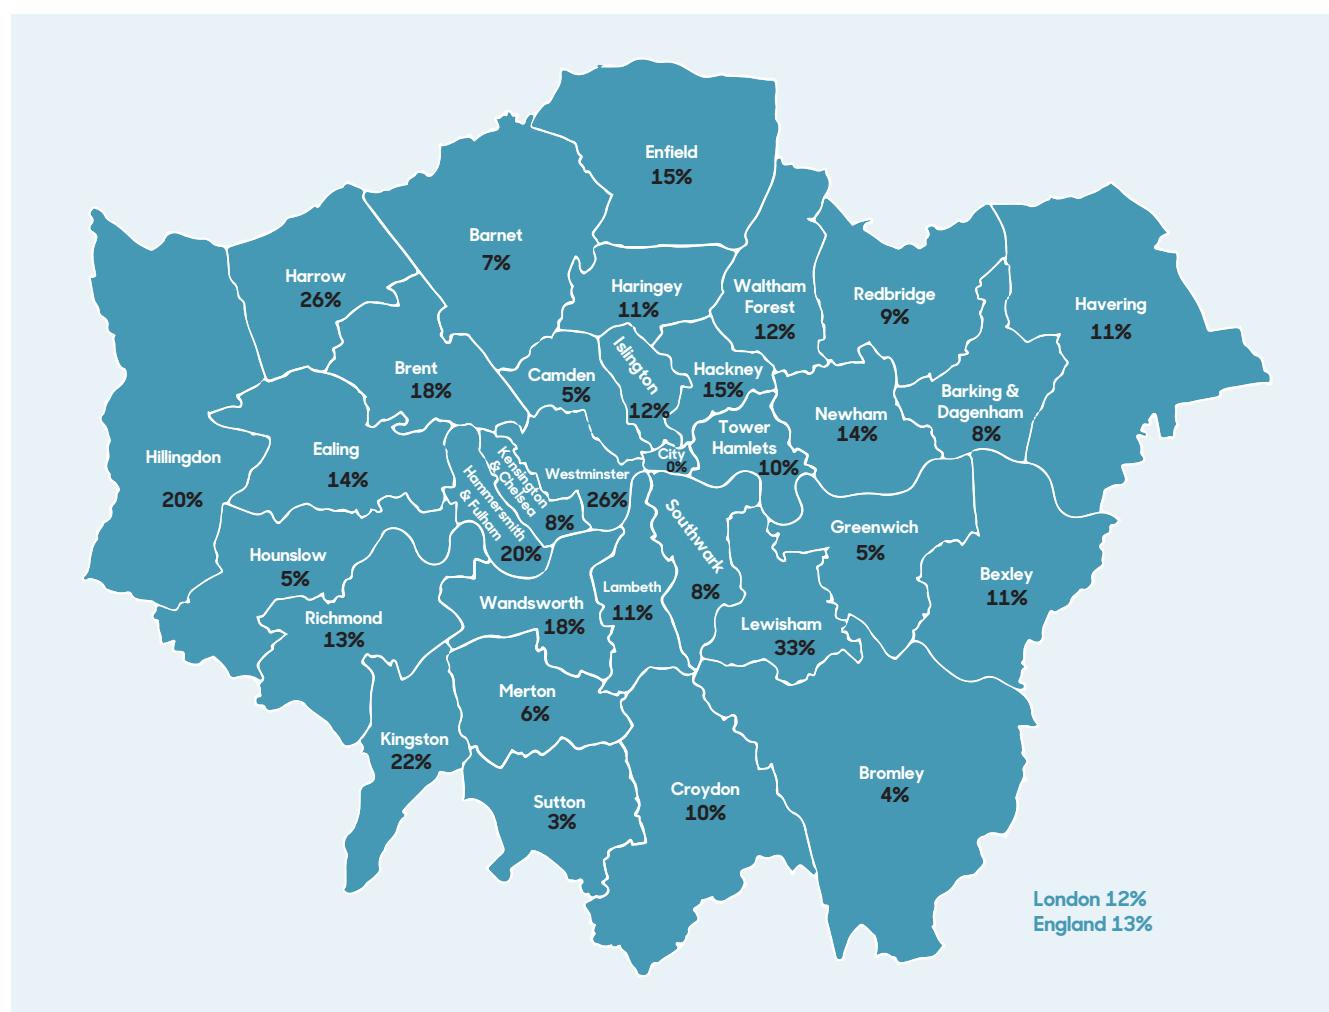 Enfield
15%
Barnet
7%
Harrow
26%
Haringey
11%
Waltham
Forest
12%
Redbridge
9%
Havering
11%
Brent
18%
Camden
5%
Islington
12%
Hackney
15%
Barking &
Dagenham
8%
Newham
14%
Tower
Hamlets
10%
City
0%
Hillingdon
20%
Ealing
14%
Kensington
& Chelsea
8%
Hammersmith
& Fulham
20%
Westminster
26%
Southwark
8%
Greenwich
5%
Hounslow
5%
Bexley
11%
Richmond
13%
Wandsworth
18%
Lambeth
11%
Lewisham
33%
Merton
6%
Kingston
22%
Sutton
3%
Croydon
10%
Bromley
4%
London 12%
England 13%